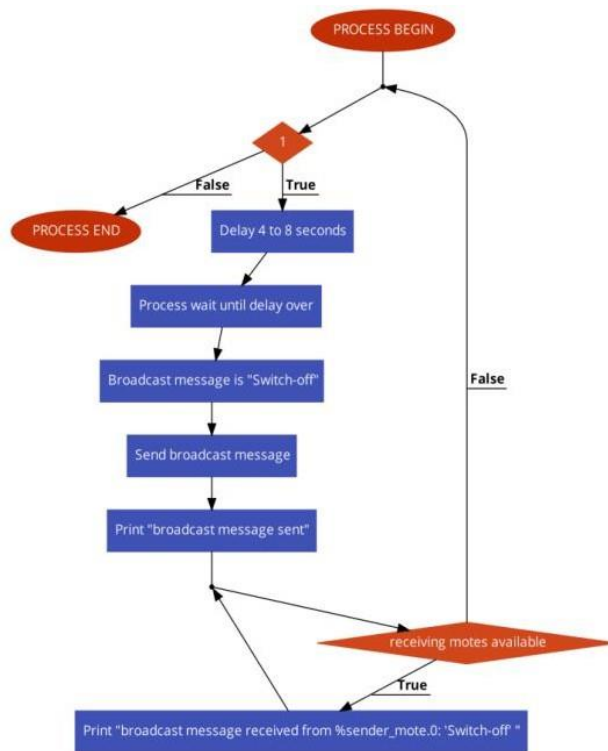 PROCESS BEGIN
1
False
True
PROCESS END
Delay 4 to 8 seconds
Process wait until delay over
Broadcast message is "Switch-off"
False
Send broadcast message
Print "broadcast message sent"
receiving motes available
True
Print "broadcast message received from %sender_mote.0: 'Switch-off' "